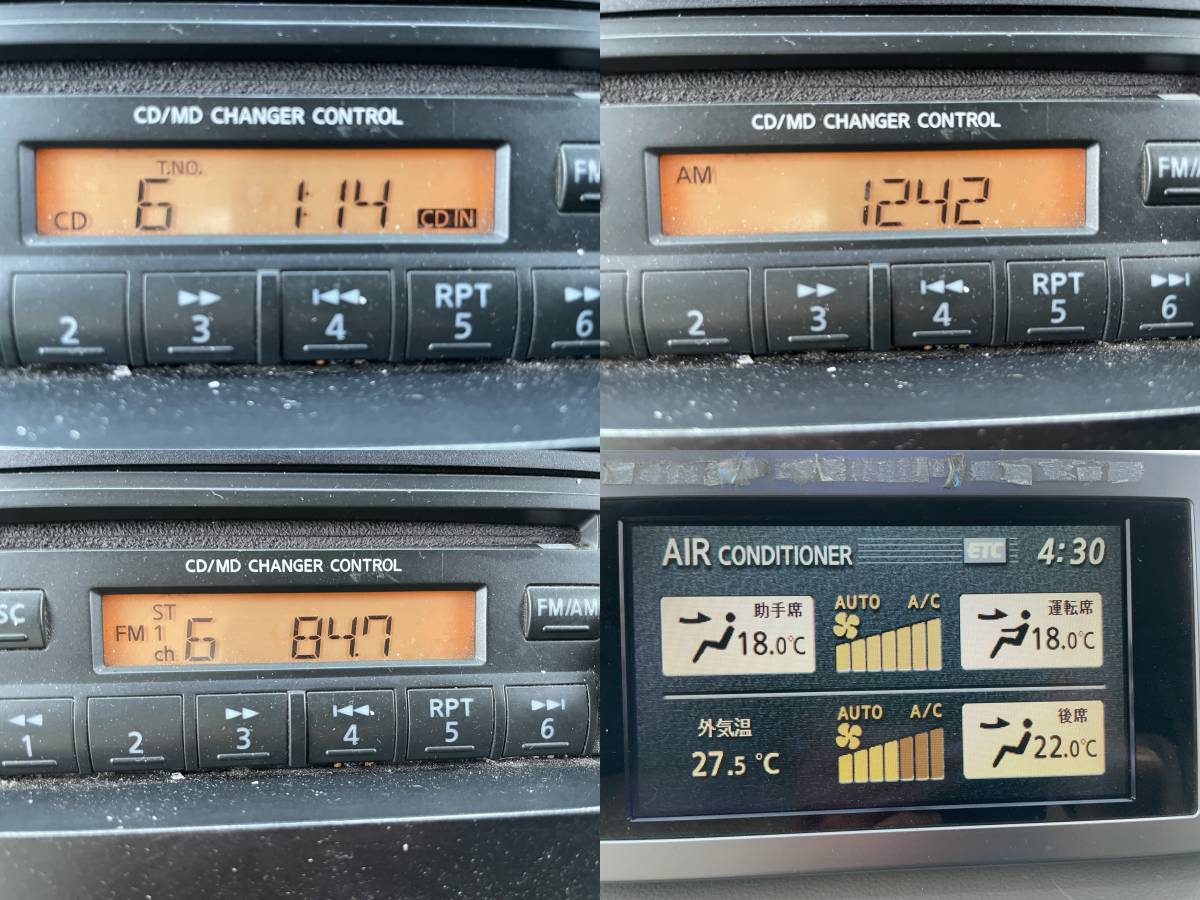 CD/MD CHANGER CONTROL
T.NO.
CD 6 1:14 CD IN
FM/
2 3 4 RPT 5 6
CD/MD CHANGER CONTROL
AM 1242
FM/
2 3 4 RPT 5 6
CD/MD CHANGER CONTROL
SC
ST
FM 1 ch 6 84.7
FM/AM
1 2 3 4 RPT 5 6
AIR CONDITIONER ETC 4:30
助手席 18.0℃
AUTO A/C
運転席 18.0℃
外気温
27.5 ℃
AUTO A/C
後席 22.0℃